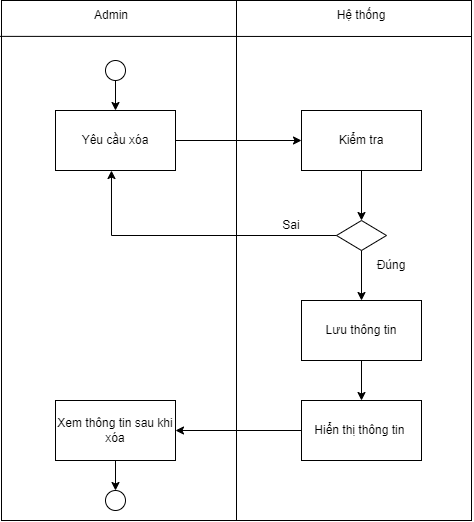 Admin
Hệ thống
Yêu cầu xóa
Kiểm tra
Sai
Đúng
Lưu thông tin
Xem thông tin sau khi
xóa
Hiển thị thông tin